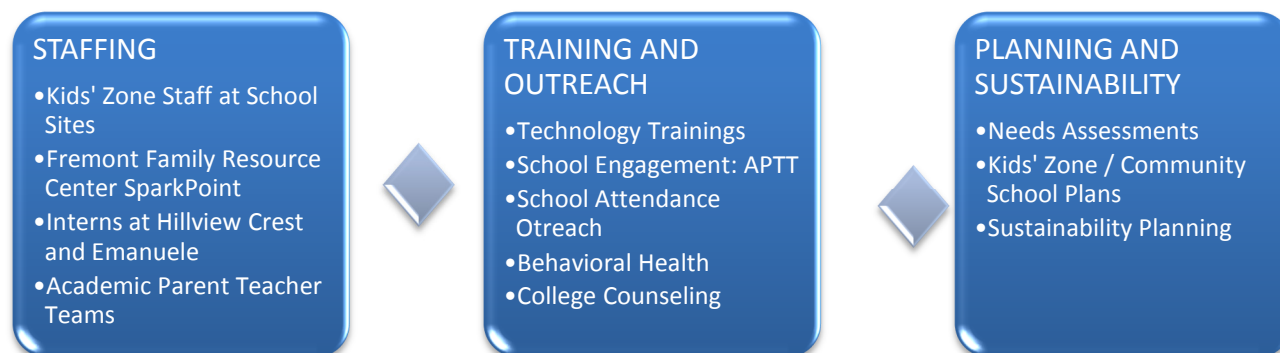 STAFFING
•Kids' Zone Staff at School
Sites
•Fremont Family Resource
Center SparkPoint
•Interns at Hillview Crest
and Emanuele
•Academic Parent Teacher
Teams
TRAINING AND
OUTREACH
•Technology Trainings
•School Engagement: APTT
•School Attendance
Otreach
•Behavioral Health
•College Counseling
PLANNING AND
SUSTAINABILITY
•Needs Assessments
•Kids' Zone / Community
School Plans
•Sustainability Planning